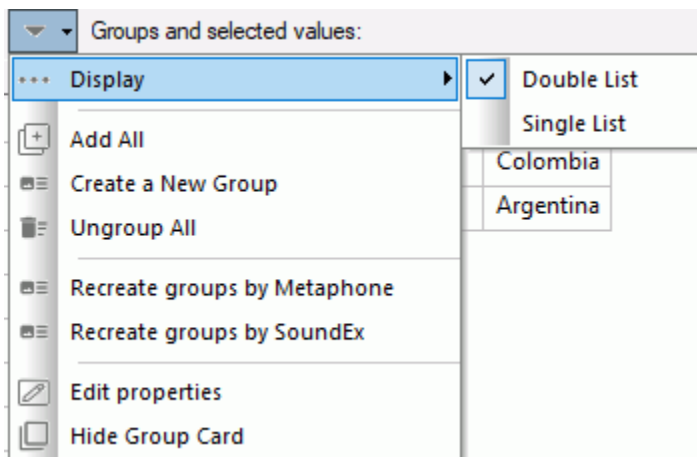 Groups and selected values:
Display
Double List
Single List
Add All
Colombia
Create a New Group
Argentina
Ungroup All
Recreate groups by Metaphone
Recreate groups by SoundEx
Edit properties
Hide Group Card